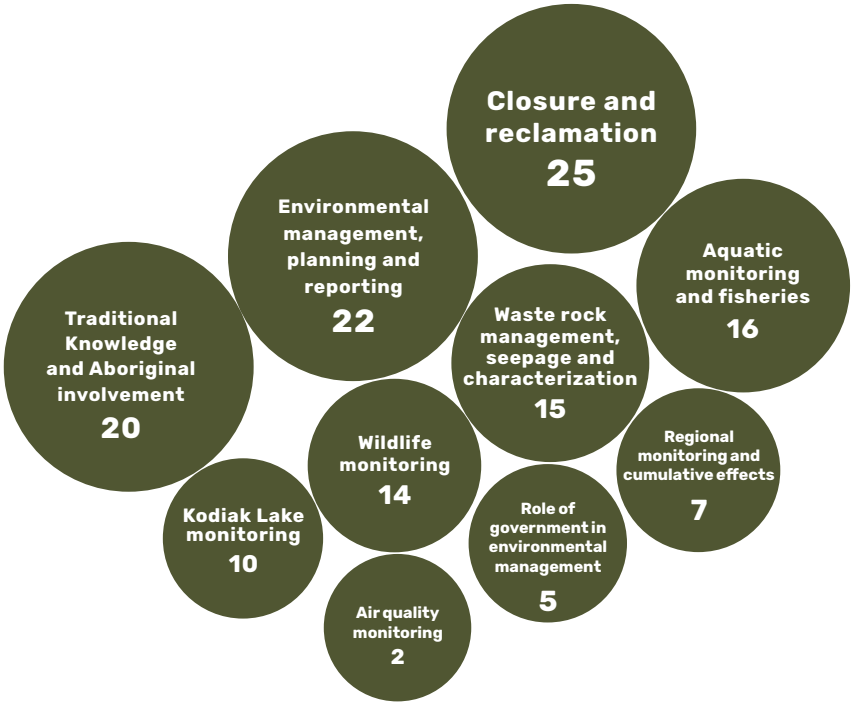 Closure and
reclamation
25
Environmental
management,
planning and
reporting
22
Aquatic
monitoring
and fisheries
16
Traditional
Knowledge
and Aboriginal
involvement
20
Waste rock
management,
seepage and
characterization
15
Wildlife
monitoring
14
Regional
monitoring and
cumulative effects
7
Kodiak Lake
monitoring
10
Role of
government in
environmental
management
5
Air quality
monitoring
2